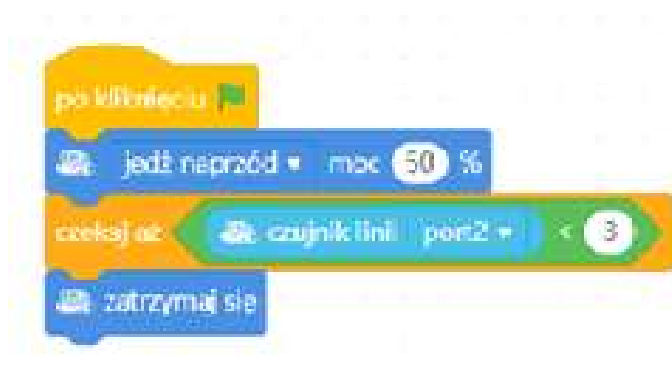 po kliknięciu
jedź naprzód moc 50 %
czekaj aż czujnik linii port2 < 3
zatrzymaj się